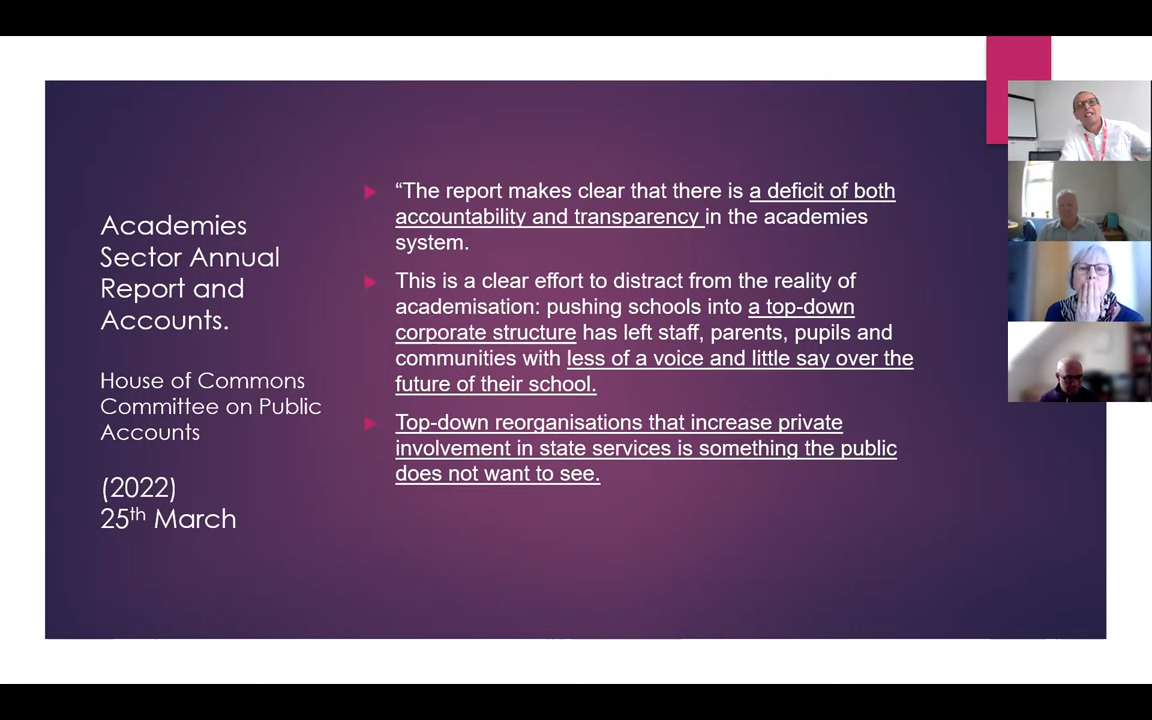 Academies
Sector Annual
Report and
Accounts.
House of Commons
Committee on Public
Accounts
(2022)
25th March
“The report makes clear that there is a deficit of both
accountability and transparency in the academies
system.
This is a clear effort to distract from the reality of
academisation: pushing schools into a top-down
corporate structure has left staff, parents, pupils and
communities with less of a voice and little say over the
future of their school.
Top-down reorganisations that increase private
involvement in state services is something the public
does not want to see.